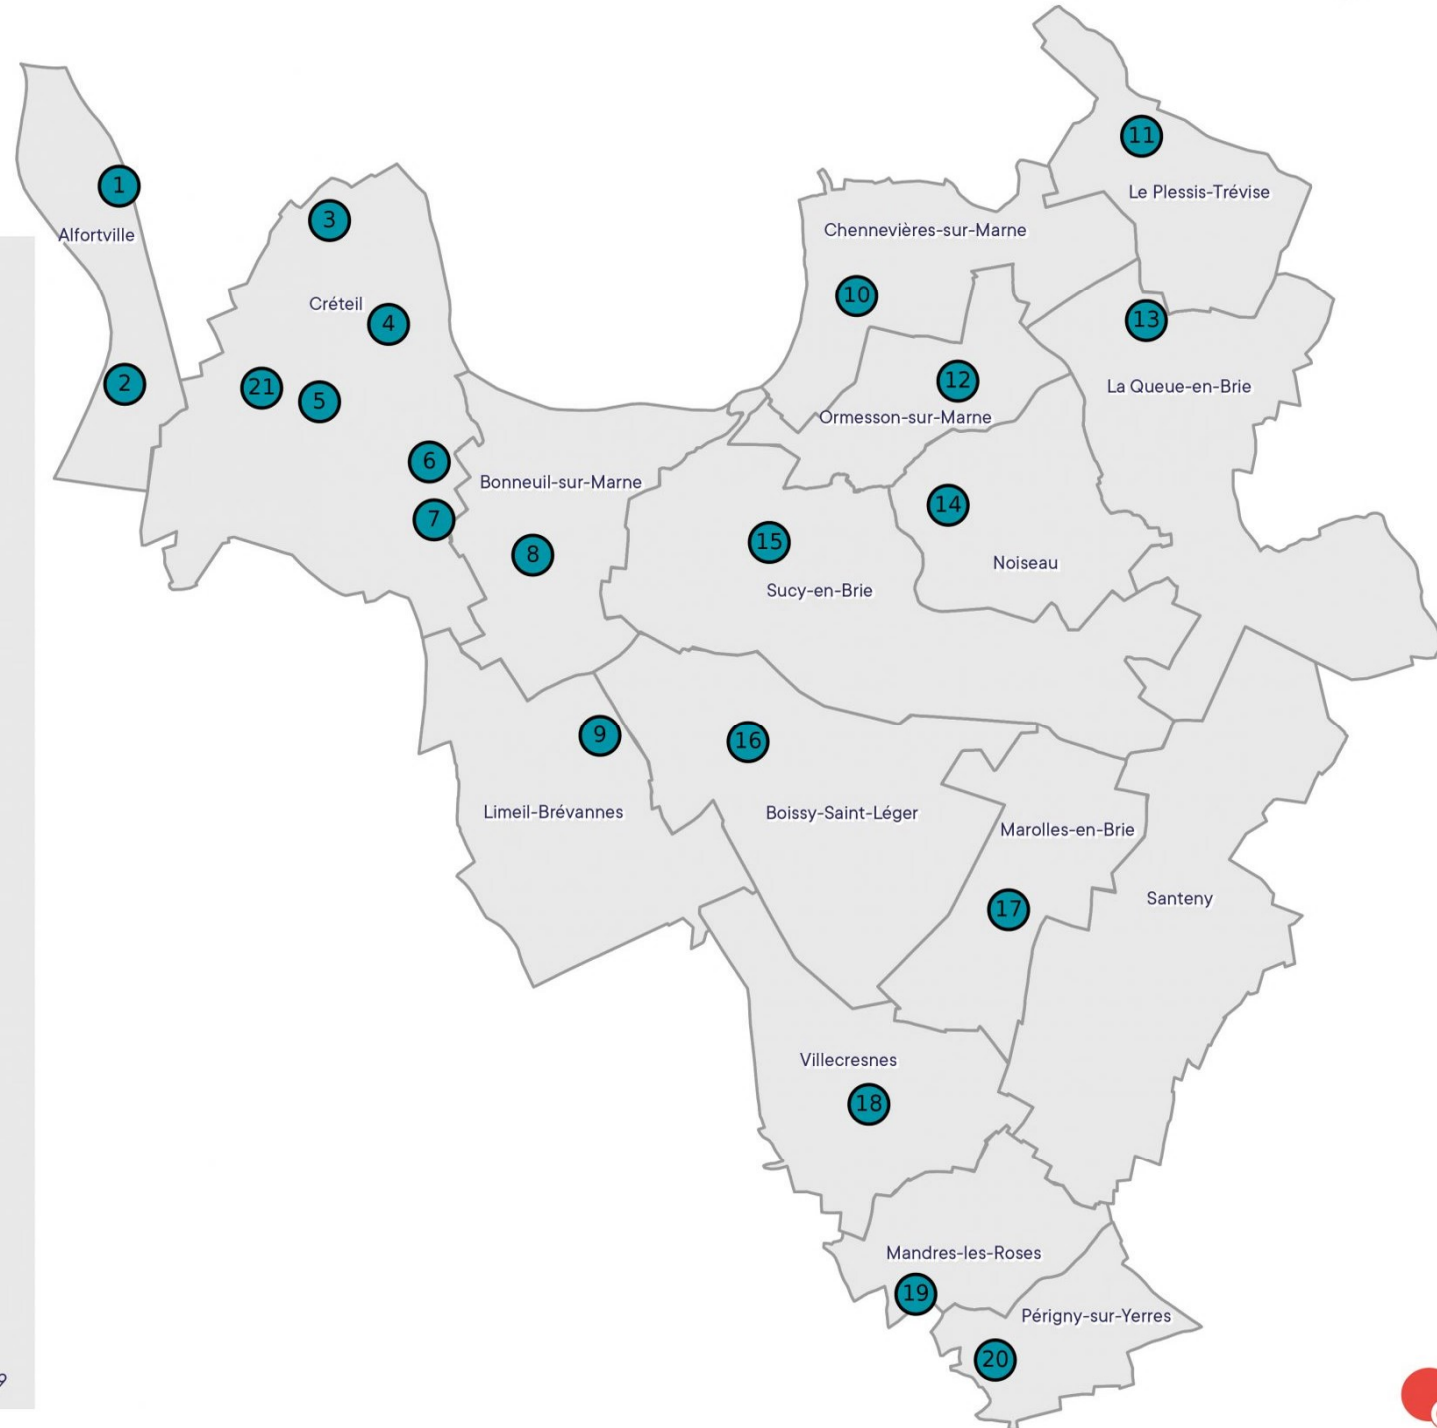 11
Le Plessis-Trévise
1
Alfortville
3
Chennevières-sur-Marne
Créteil
10
4
13
2
21
5
12
La Queue-en-Brie
Ormesson-sur-Marne
6
Bonneuil-sur-Marne
14
7
8
15
Noiseau
Sucy-en-Brie
9
16
Limeil-Brévannes
Boissy-Saint-Léger
Marolles-en-Brie
17
Santeny
Villecresnes
18
Mandres-les-Roses
19
Périgny-sur-Yerres
20
9